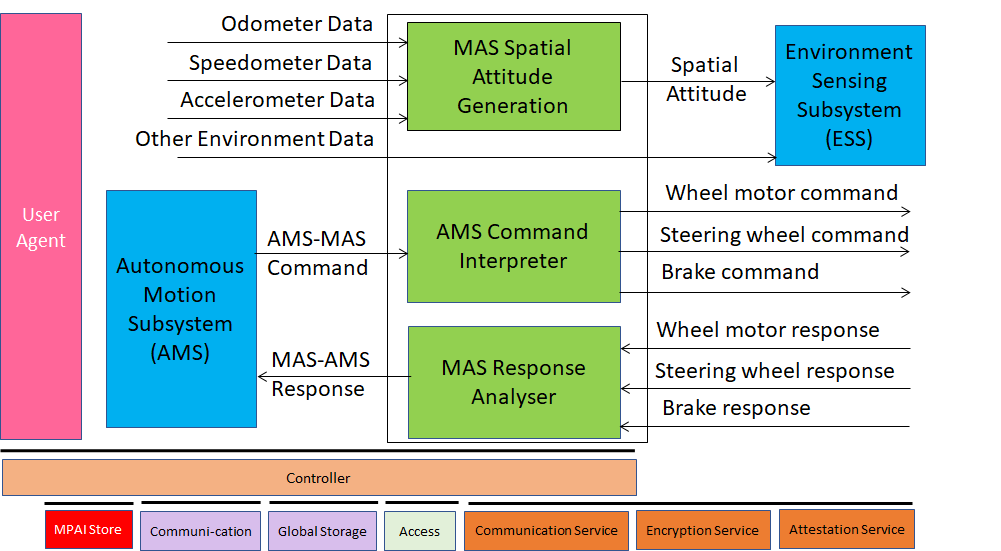 Odometer Data
Speedometer Data
Accelerometer Data
Other Environment Data
MAS Spatial
Attitude
Generation
Spatial
Attitude
Environment
Sensing
Subsystem
(ESS)
User
Agent
Autonomous
Motion
Subsystem
(AMS)
AMS-MAS
Command
AMS Command
Interpreter
Wheel motor command
Steering wheel command
Brake command
MAS-AMS
Response
MAS Response
Analyser
Wheel motor response
Steering wheel response
Brake response
Controller
MPAI Store
Communi-cation
Global Storage
Access
Communication Service
Encryption Service
Attestation Service